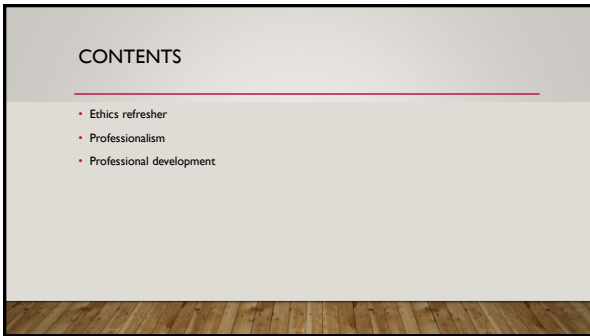 CONTENTS
• Ethics refresher
• Professionalism
• Professional development